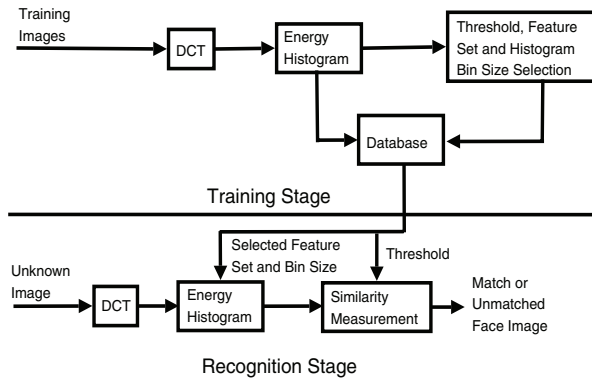 Training
Images
DCT
Energy
Histogram
Threshold, Feature
Set and Histogram
Bin Size Selection
Database
Training Stage
Selected Feature
Set and Bin Size
Threshold
Unknown
Image
DCT
Energy
Histogram
Similarity
Measurement
Match or
Unmatched
Face Image
Recognition Stage